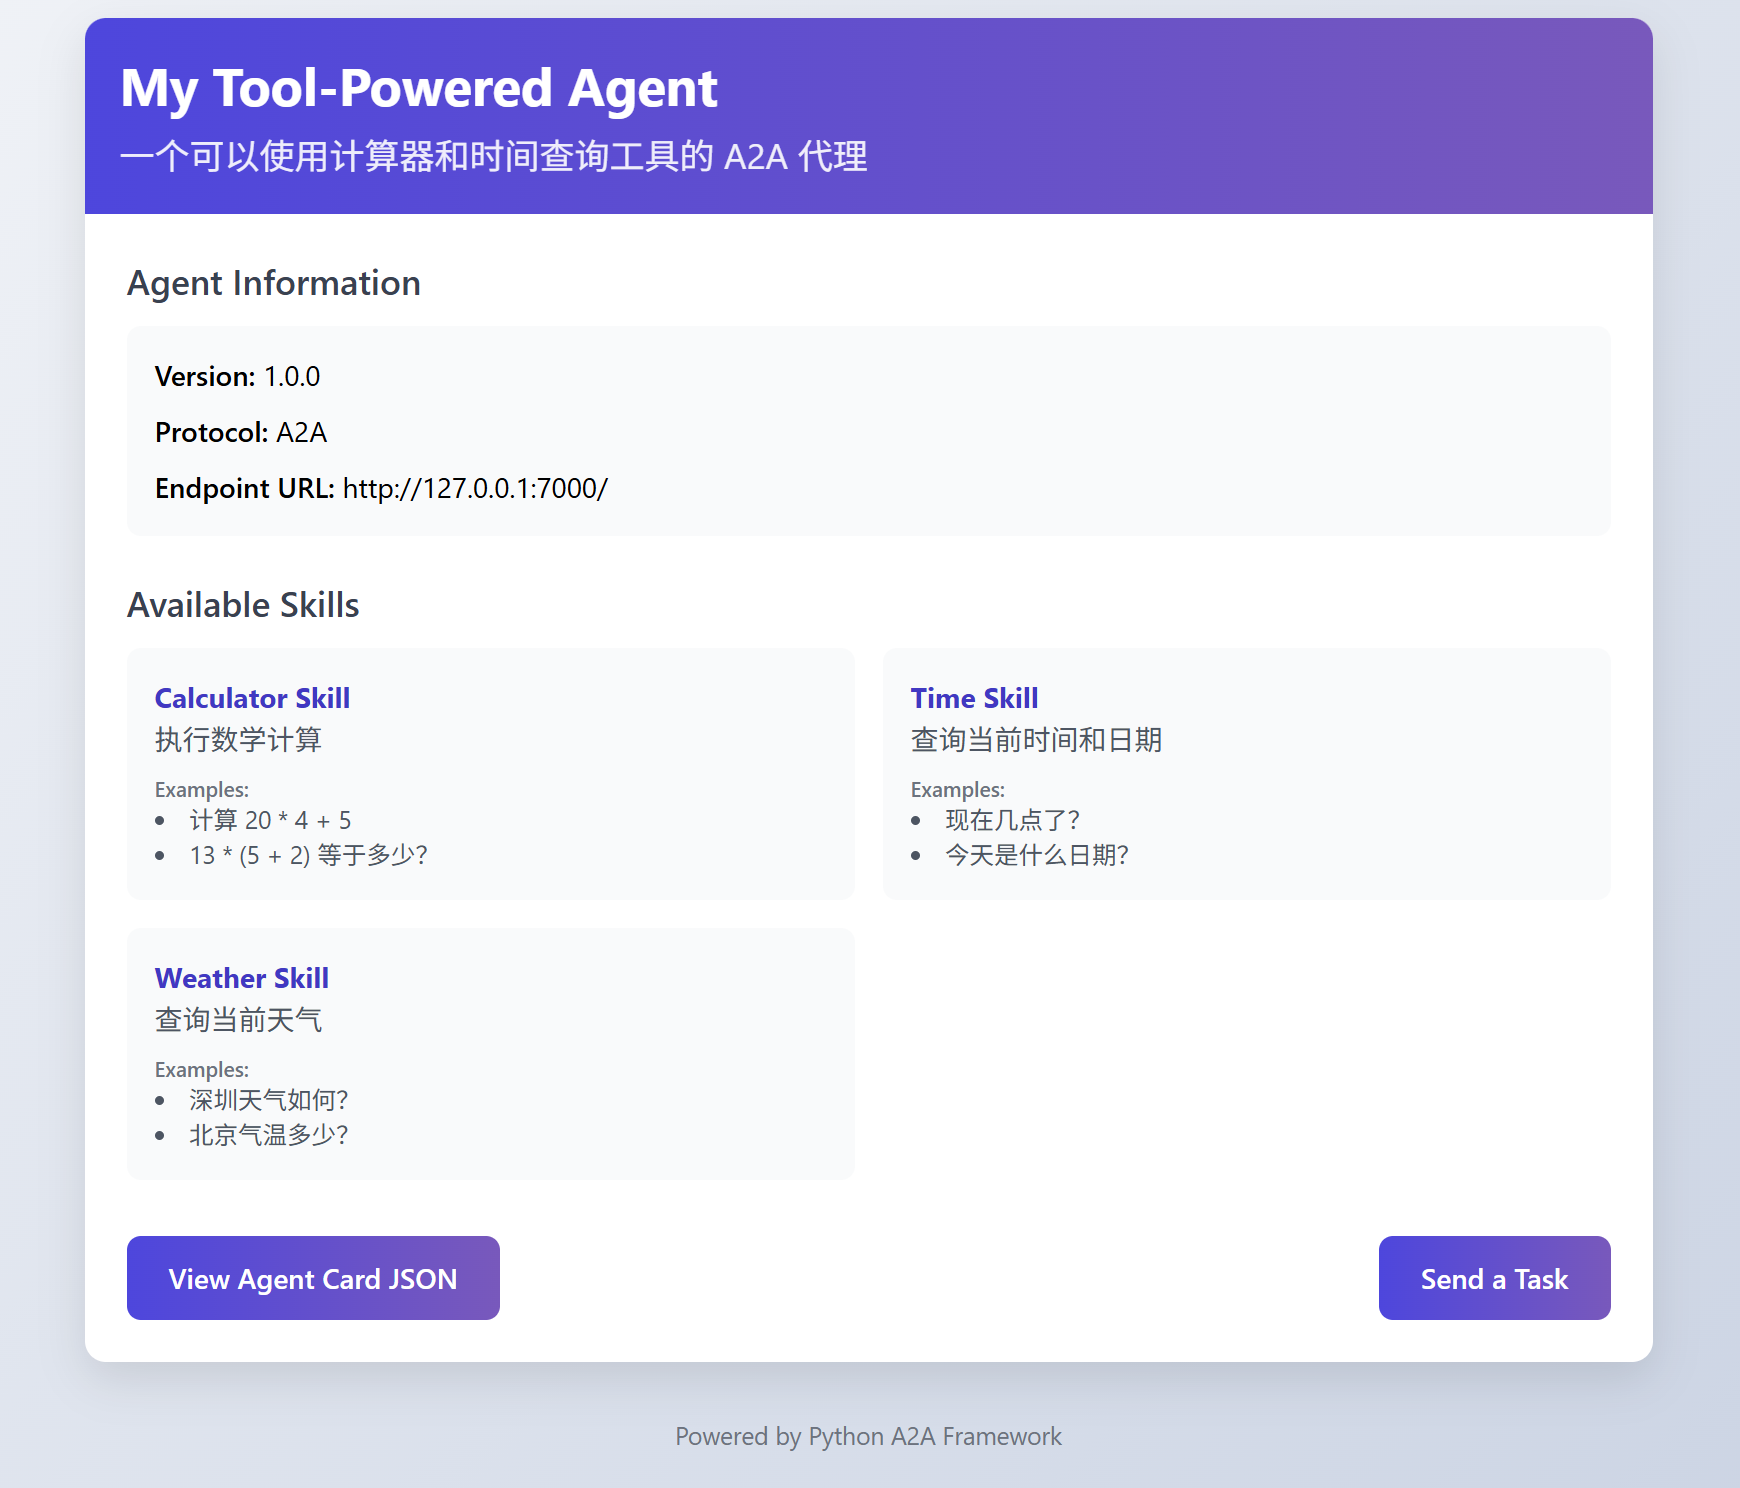 My Tool-Powered Agent
一个可以使用计算器和时间查询工具的 A2A 代理
Agent Information
Version: 1.0.0
Protocol: A2A
Endpoint URL: http://127.0.0.1:7000/
Available Skills
Calculator Skill
执行数学计算
Examples:
• 计算 20 * 4 + 5
• 13 * (5 + 2) 等于多少？
Time Skill
查询当前时间和日期
Examples:
• 现在几点了？
• 今天是什么日期？
Weather Skill
查询当前天气
Examples:
• 深圳天气如何？
• 北京气温多少？
View Agent Card JSON
Send a Task
Powered by Python A2A Framework